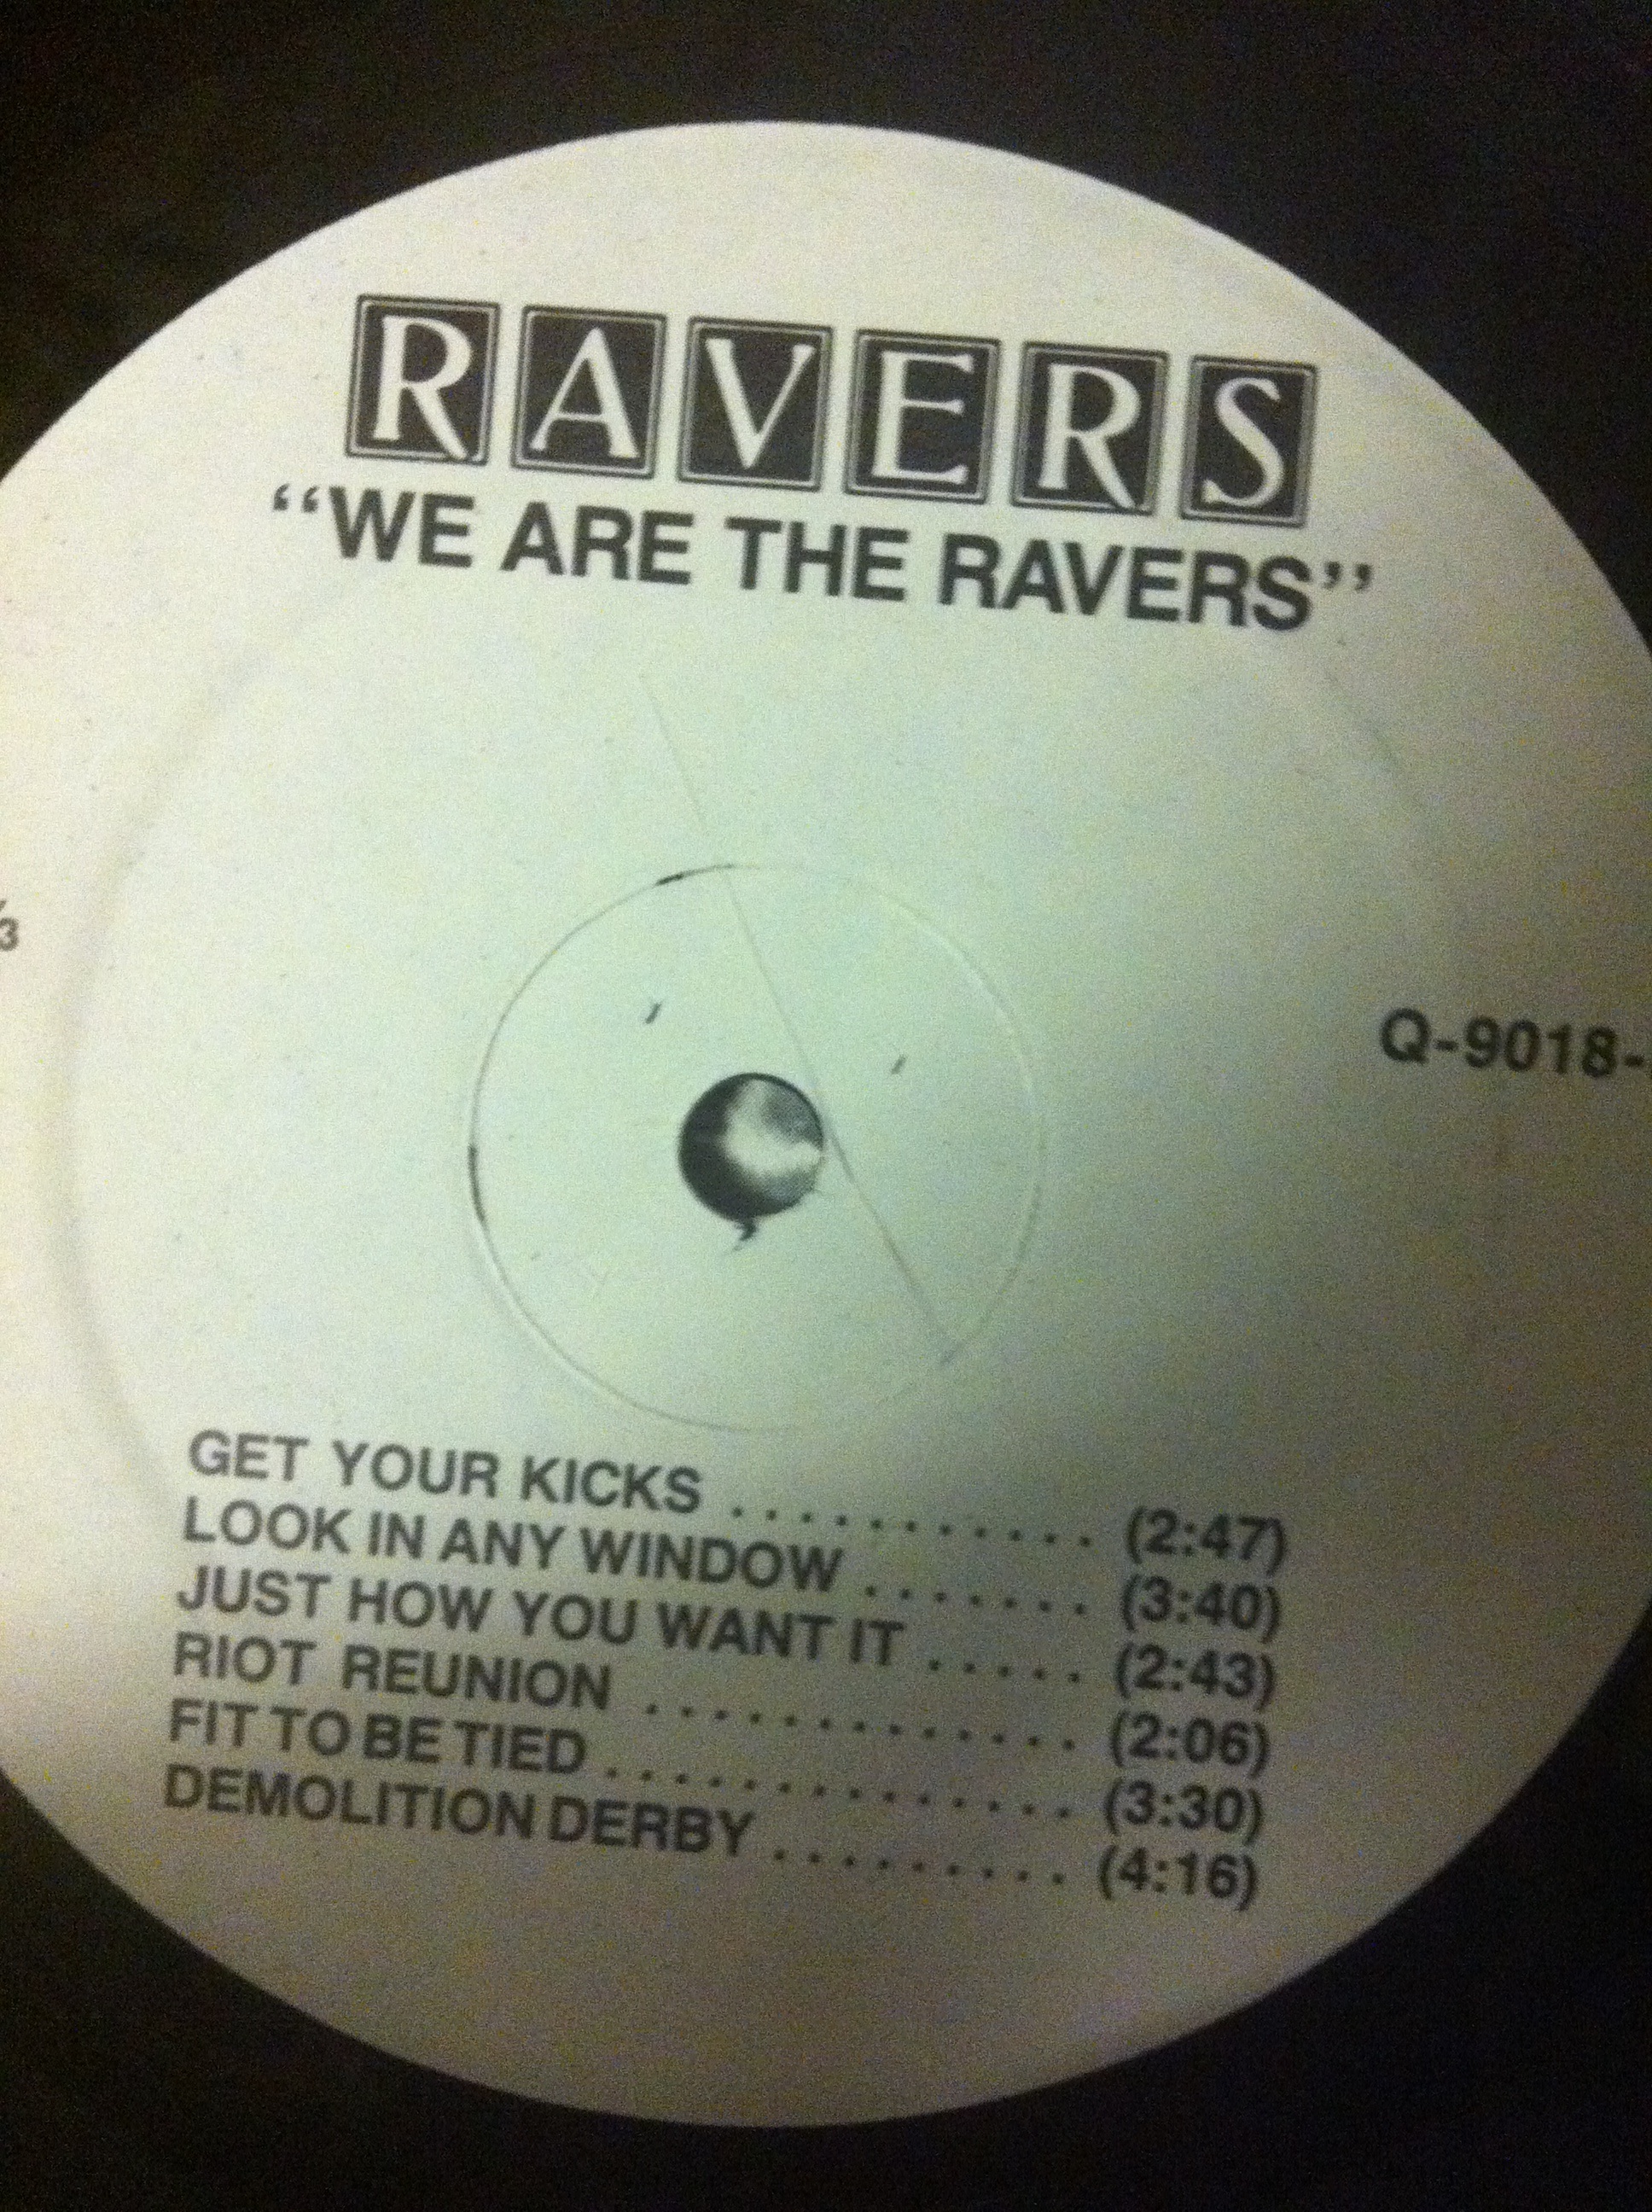 RAVERS
“WE ARE THE RAVERS”
⅓
Q-9018-
GET YOUR KICKS ........... (2:47)
LOOK IN ANY WINDOW ....... (3:40)
JUST HOW YOU WANT IT ..... (2:43)
RIOT REUNION ............. (2:06)
FIT TO BE TIED .............. (3:30)
DEMOLITION DERBY ......... (4:16)